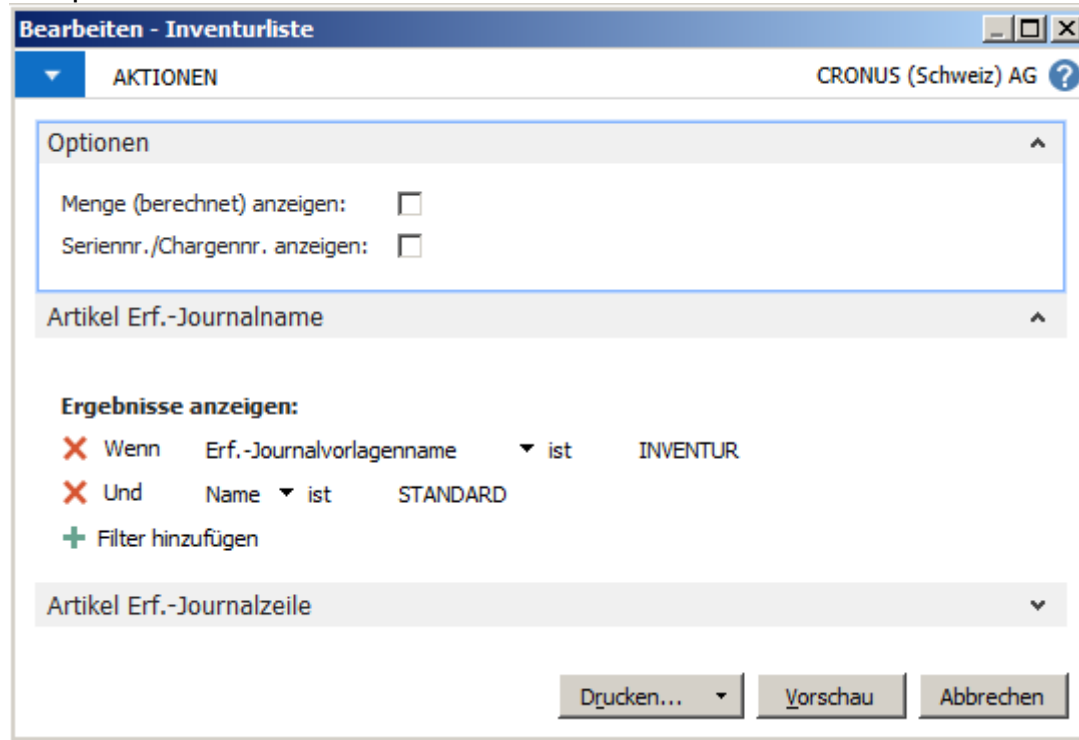 Bearbeiten - Inventurliste
AKTIONEN CRONUS (Schweiz) AG ?
Optionen
Menge (berechnet) anzeigen:
Seriennr./Chargennr. anzeigen:
Artikel Erf.-Journalname
Ergebnisse anzeigen:
Wenn Erf.-Journalvorlagenname ist INVENTUR
Und Name ist STANDARD
Filter hinzufügen
Artikel Erf.-Journalzeile
Drucken... Vorschau Abbrechen